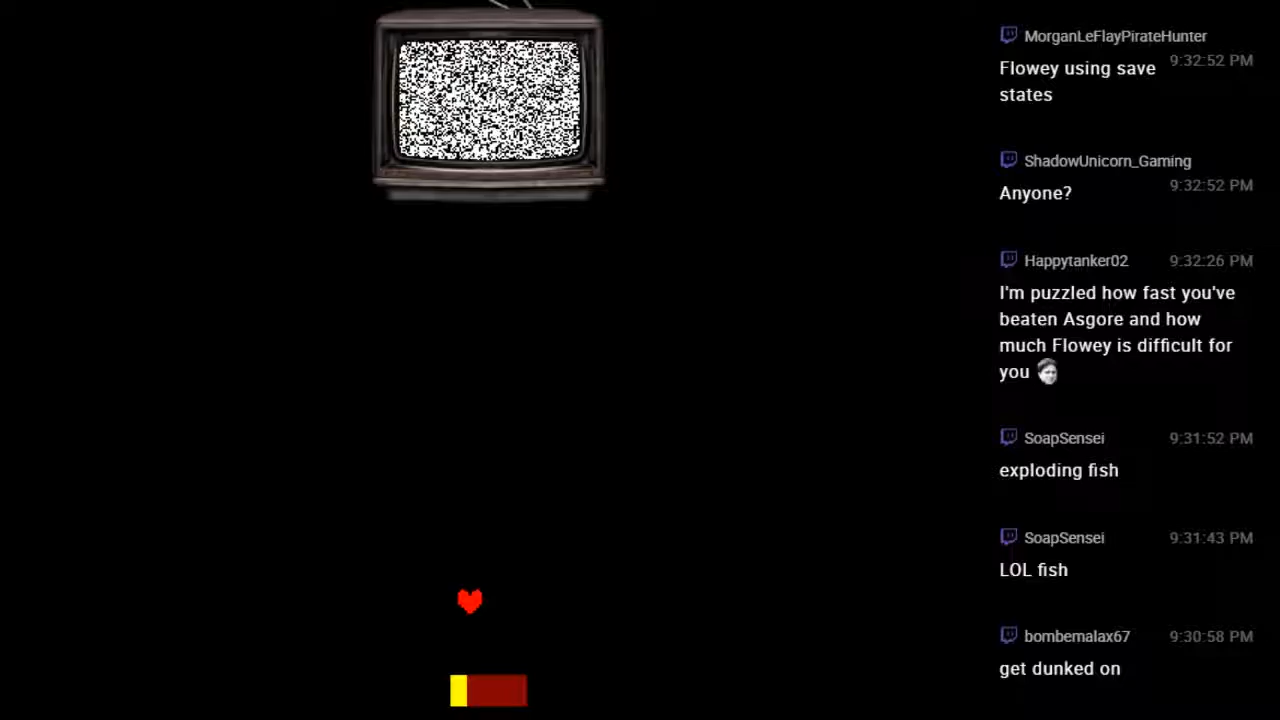 MorganLeFlayPirateHunter
9:32:52 PM
Flowey using save
states
ShadowUnicorn_Gaming
9:32:52 PM
Anyone?
Happytanker02 9:32:26 PM
I'm puzzled how fast you've
beaten Asgore and how
much Flowey is difficult for
you
SoapSensei 9:31:52 PM
exploding fish
SoapSensei 9:31:43 PM
LOL fish
bombemalax67 9:30:58 PM
get dunked on